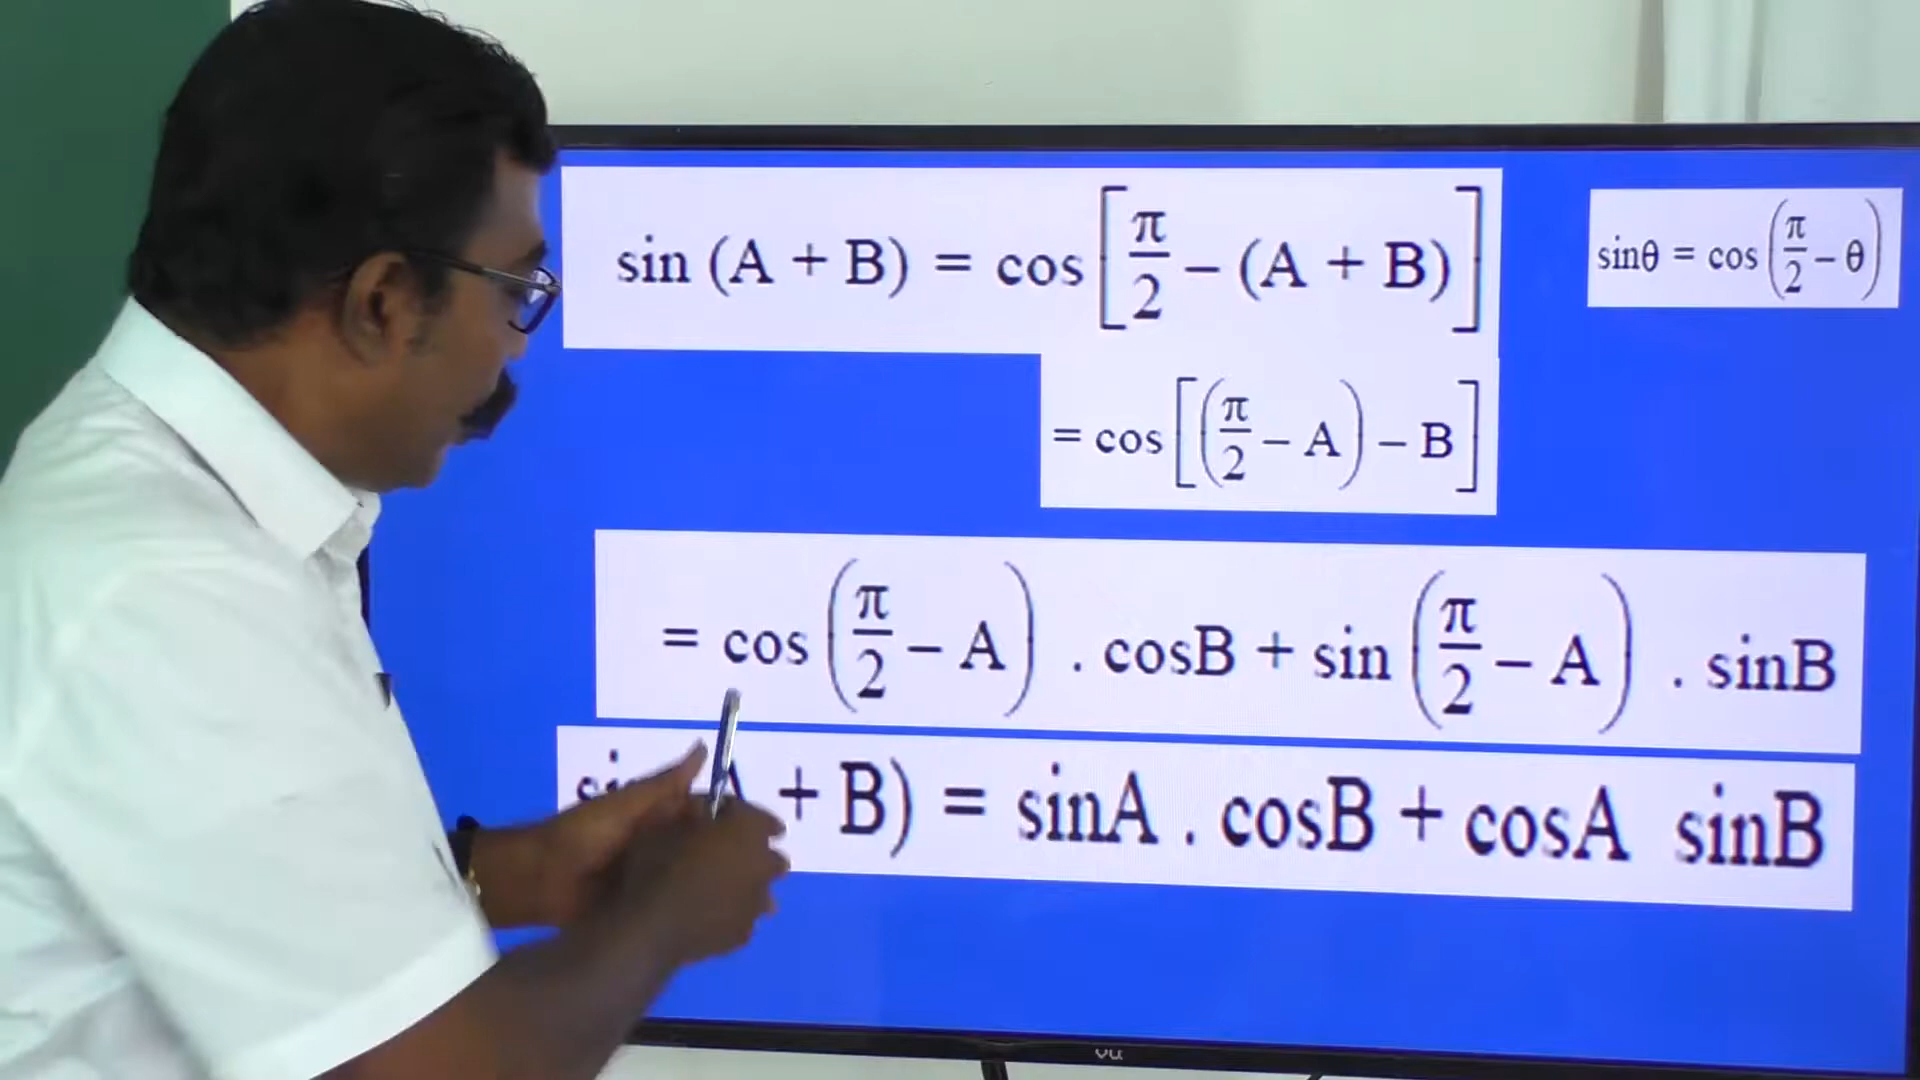 sin (A + B) = cos [π/2 – (A + B)]
sinθ = cos (π/2 – θ)
= cos [(π/2 – A) – B]
= cos (π/2 – A) . cosB + sin (π/2 – A) . sinB
+ B) = sinA . cosB + cosA sinB